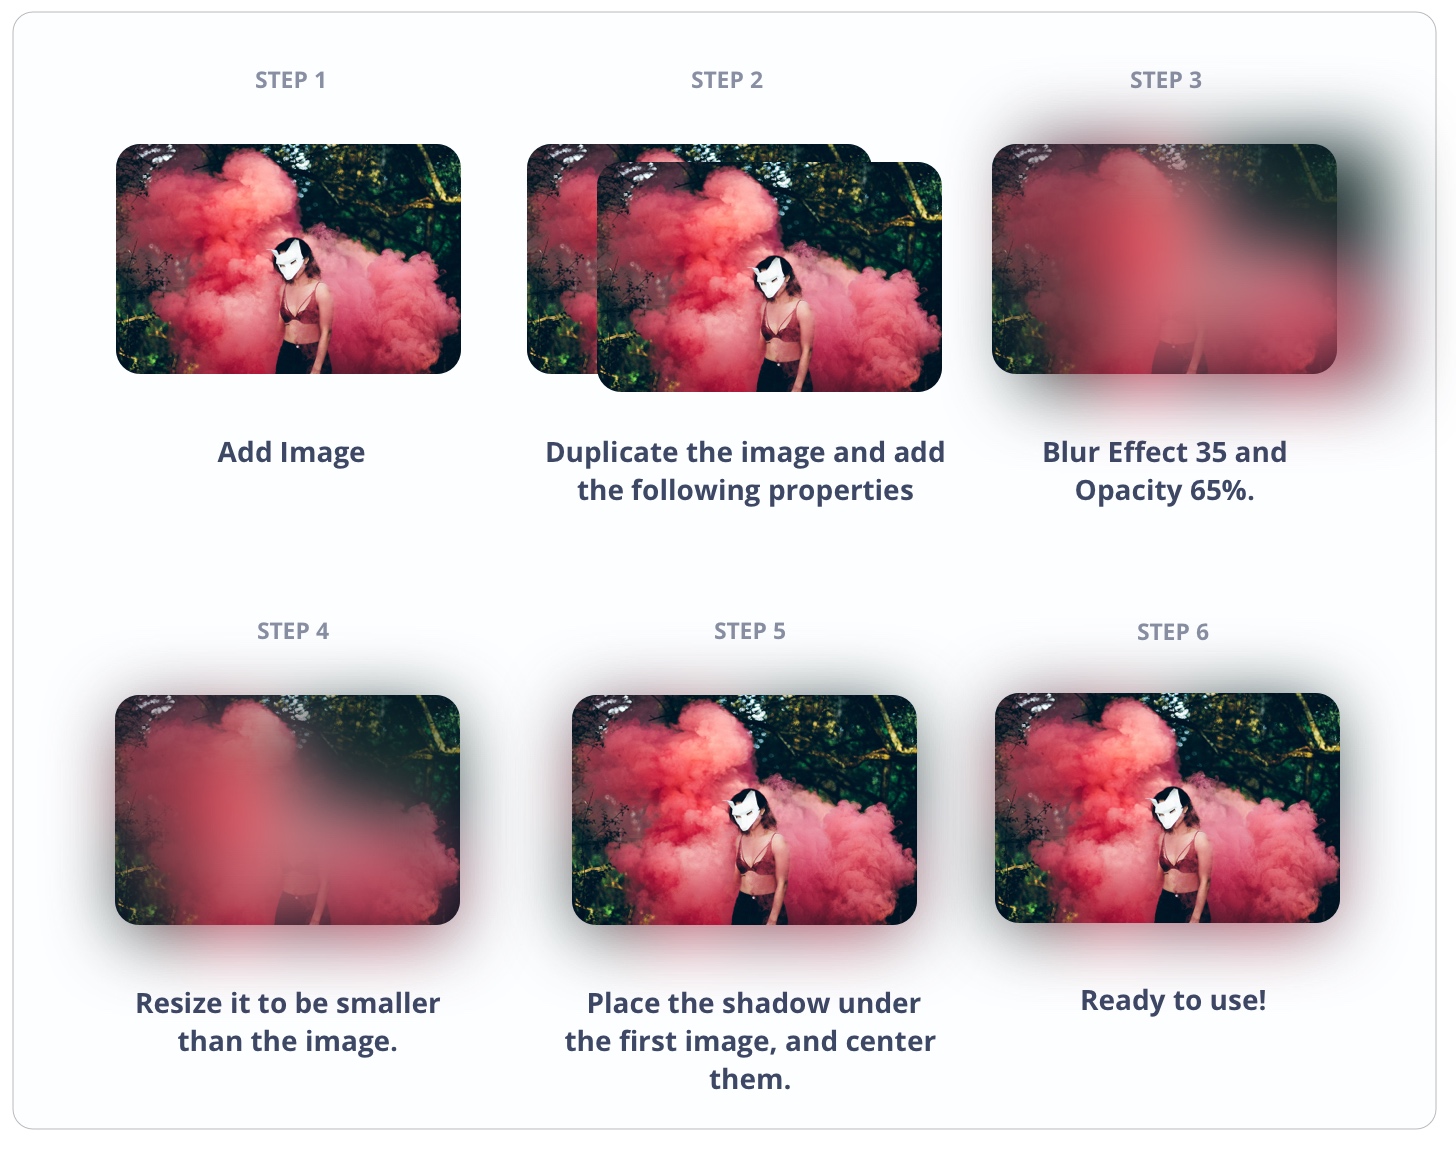 STEP 1
Add Image
STEP 2
Duplicate the image and add
the following properties
STEP 3
Blur Effect 35 and
Opacity 65%.
STEP 4
Resize it to be smaller
than the image.
STEP 5
Place the shadow under
the first image, and center
them.
STEP 6
Ready to use!